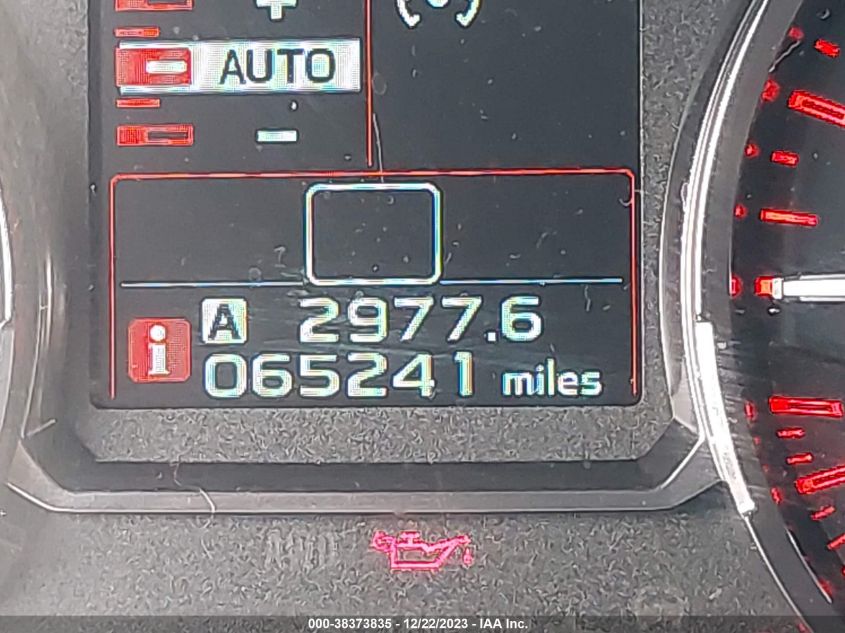 +
AUTO
-
i A 2977.6
065241 miles
000-38373835 - 12/22/2023 - IAA Inc.